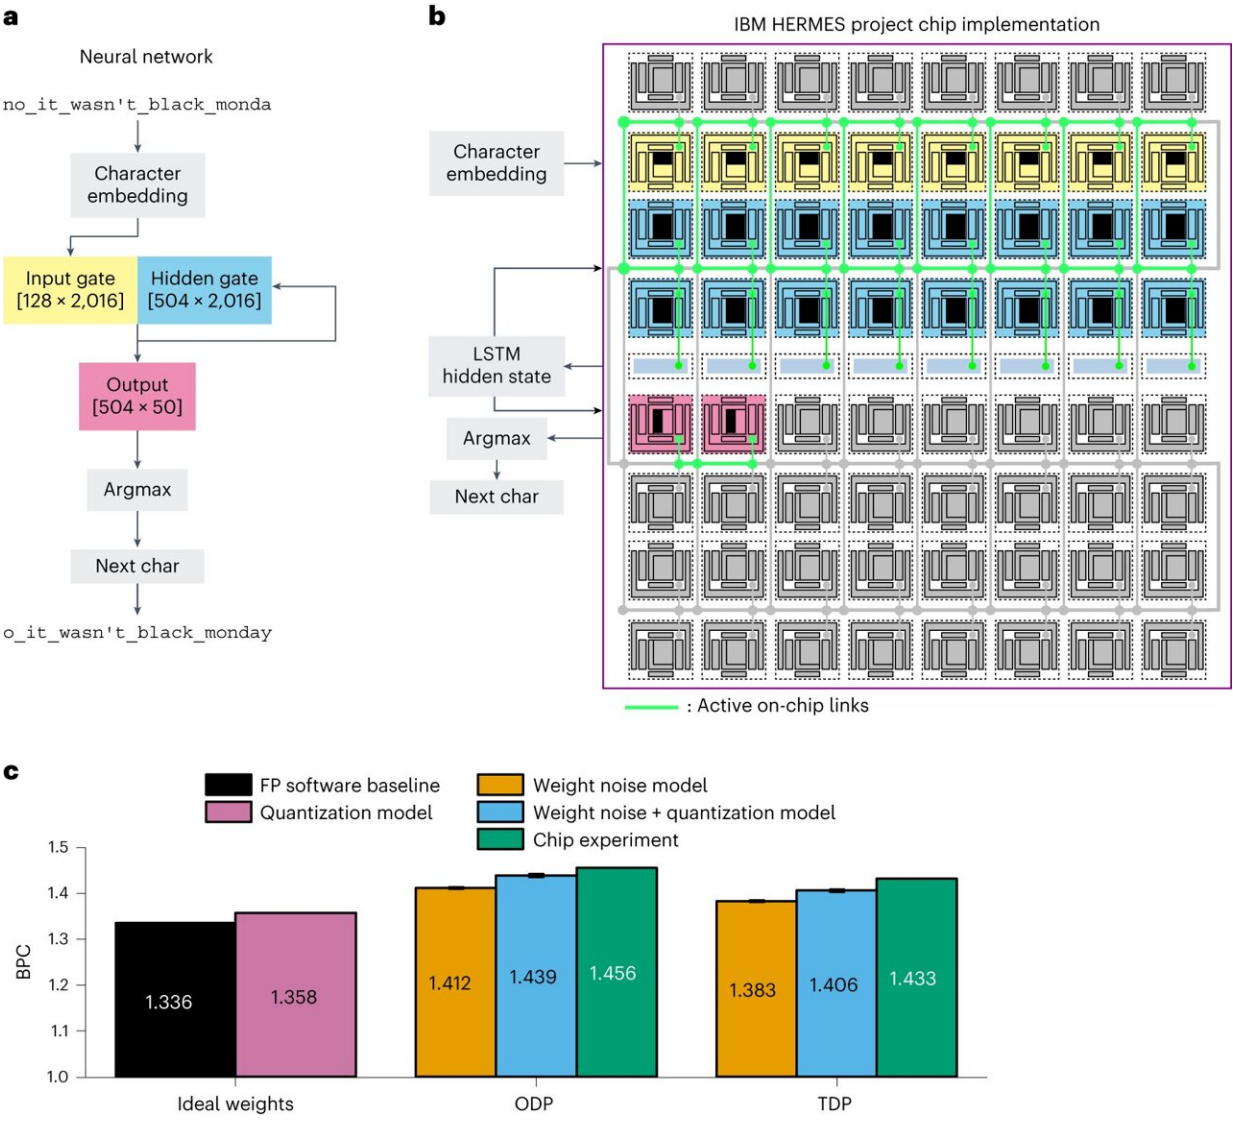 a
Neural network
no_it_wasn't_black_monda
Character
embedding
Input gate
[128 × 2,016]
Hidden gate
[504 × 2,016]
Output
[504 × 50]
Argmax
Next char
o_it_wasn't_black_monday
b
IBM HERMES project chip implementation
Character
embedding
LSTM
hidden state
Argmax
Next char
: Active on-chip links
c
FP software baseline
Quantization model
Weight noise model
Weight noise + quantization model
Chip experiment
BPC
1.5
1.4
1.3
1.2
1.1
1.0
1.336
1.358
1.412
1.439
1.456
1.383
1.406
1.433
Ideal weights
ODP
TDP